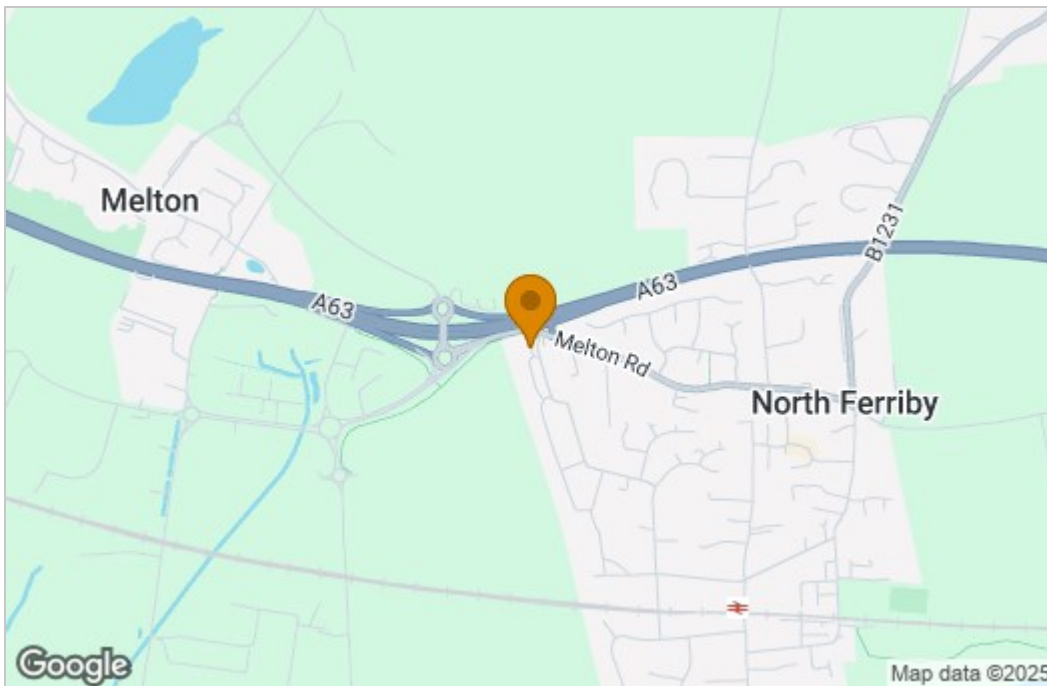 Melton
B1231
A63
A63
Melton Rd
North Ferriby
Google
Map data ©2025